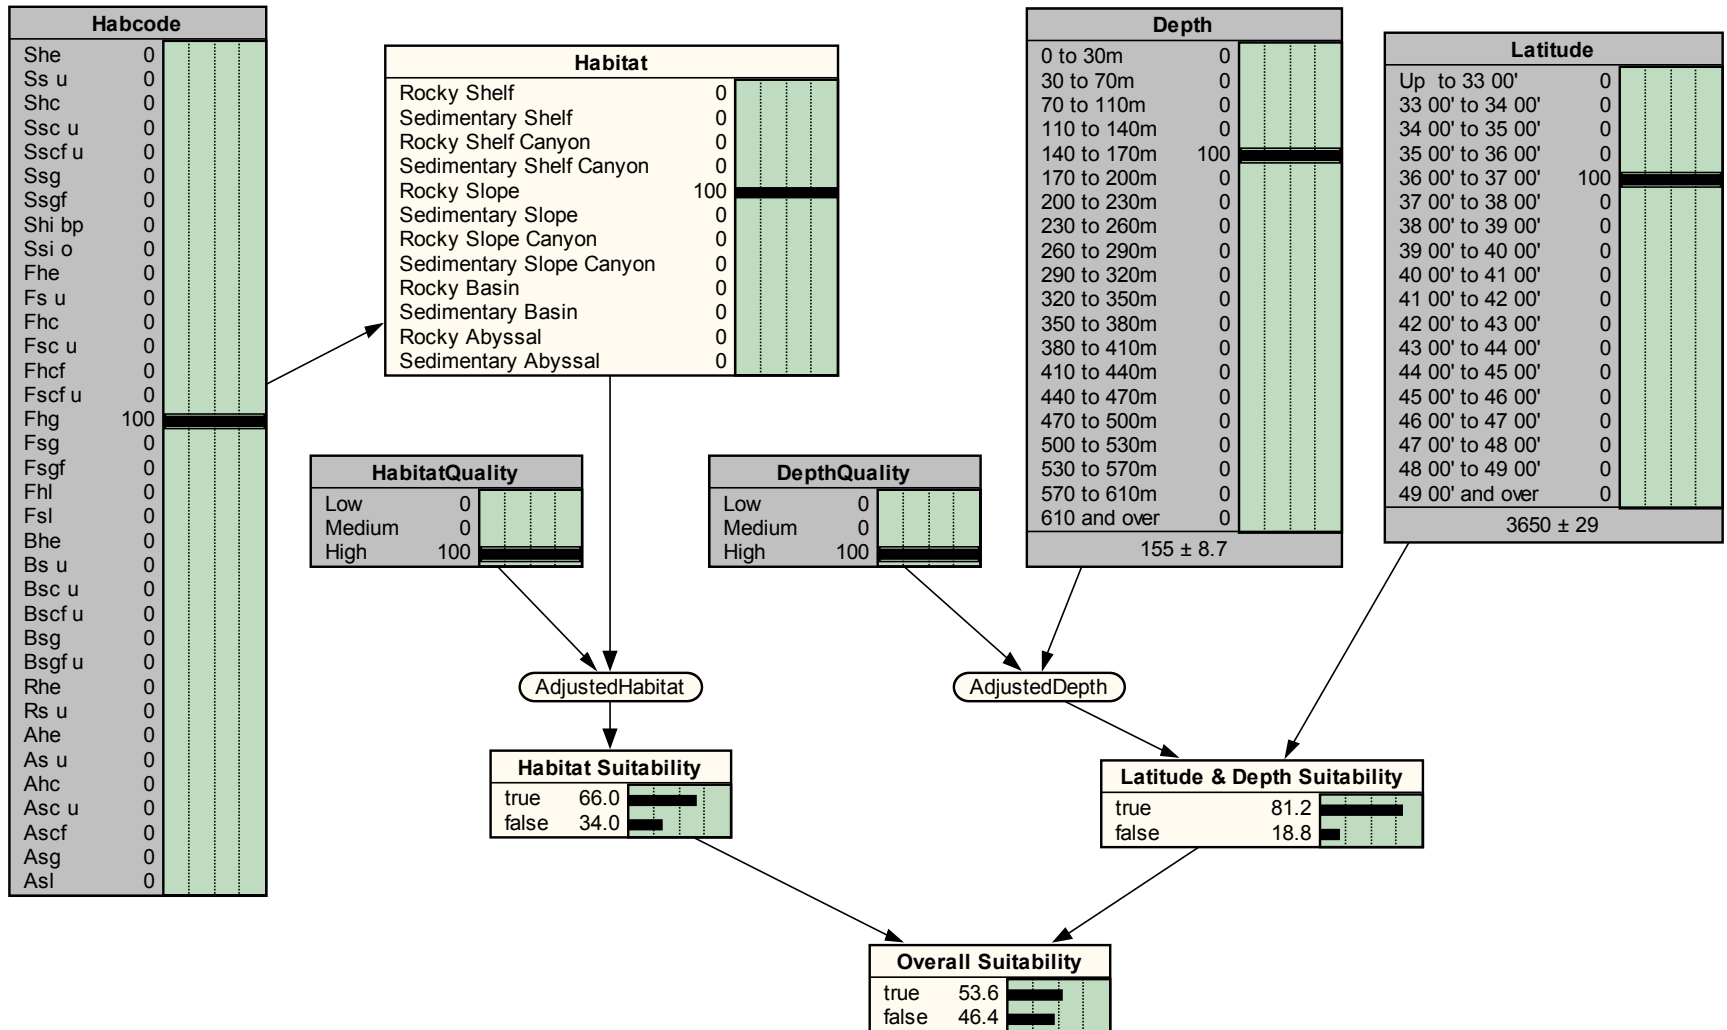 Habcode
She 0
Ss u 0
Shc 0
Ssc u 0
Sscf u 0
Ssg 0
Ssgf 0
Shi bp 0
Ssi o 0
Fhe 0
Fs u 0
Fhc 0
Fsc u 0
Fhcf 0
Fscf u 0
Fhg 100
Fsg 0
Fsgf 0
Fhl 0
Fsl 0
Bhe 0
Bs u 0
Bsc u 0
Bscf u 0
Bsg 0
Bsgf u 0
Rhe 0
Rs u 0
Ahe 0
As u 0
Ahc 0
Asc u 0
Ascf 0
Asg 0
Asl 0
Habitat
Rocky Shelf 0
Sedimentary Shelf 0
Rocky Shelf Canyon 0
Sedimentary Shelf Canyon 0
Rocky Slope 100
Sedimentary Slope 0
Rocky Slope Canyon 0
Sedimentary Slope Canyon 0
Rocky Basin 0
Sedimentary Basin 0
Rocky Abyssal 0
Sedimentary Abyssal 0
Depth
0 to 30m 0
30 to 70m 0
70 to 110m 0
110 to 140m 0
140 to 170m 100
170 to 200m 0
200 to 230m 0
230 to 260m 0
260 to 290m 0
290 to 320m 0
320 to 350m 0
350 to 380m 0
380 to 410m 0
410 to 440m 0
440 to 470m 0
470 to 500m 0
500 to 530m 0
530 to 570m 0
570 to 610m 0
610 and over 0
155 ± 8.7
Latitude
Up to 33 00' 0
33 00' to 34 00' 0
34 00' to 35 00' 0
35 00' to 36 00' 0
36 00' to 37 00' 100
37 00' to 38 00' 0
38 00' to 39 00' 0
39 00' to 40 00' 0
40 00' to 41 00' 0
41 00' to 42 00' 0
42 00' to 43 00' 0
43 00' to 44 00' 0
44 00' to 45 00' 0
45 00' to 46 00' 0
46 00' to 47 00' 0
47 00' to 48 00' 0
48 00' to 49 00' 0
49 00' and over 0
3650 ± 29
HabitatQuality
Low 0
Medium 0
High 100
DepthQuality
Low 0
Medium 0
High 100
AdjustedHabitat
AdjustedDepth
Habitat Suitability
true 66.0
false 34.0
Latitude & Depth Suitability
true 81.2
false 18.8
Overall Suitability
true 53.6
false 46.4